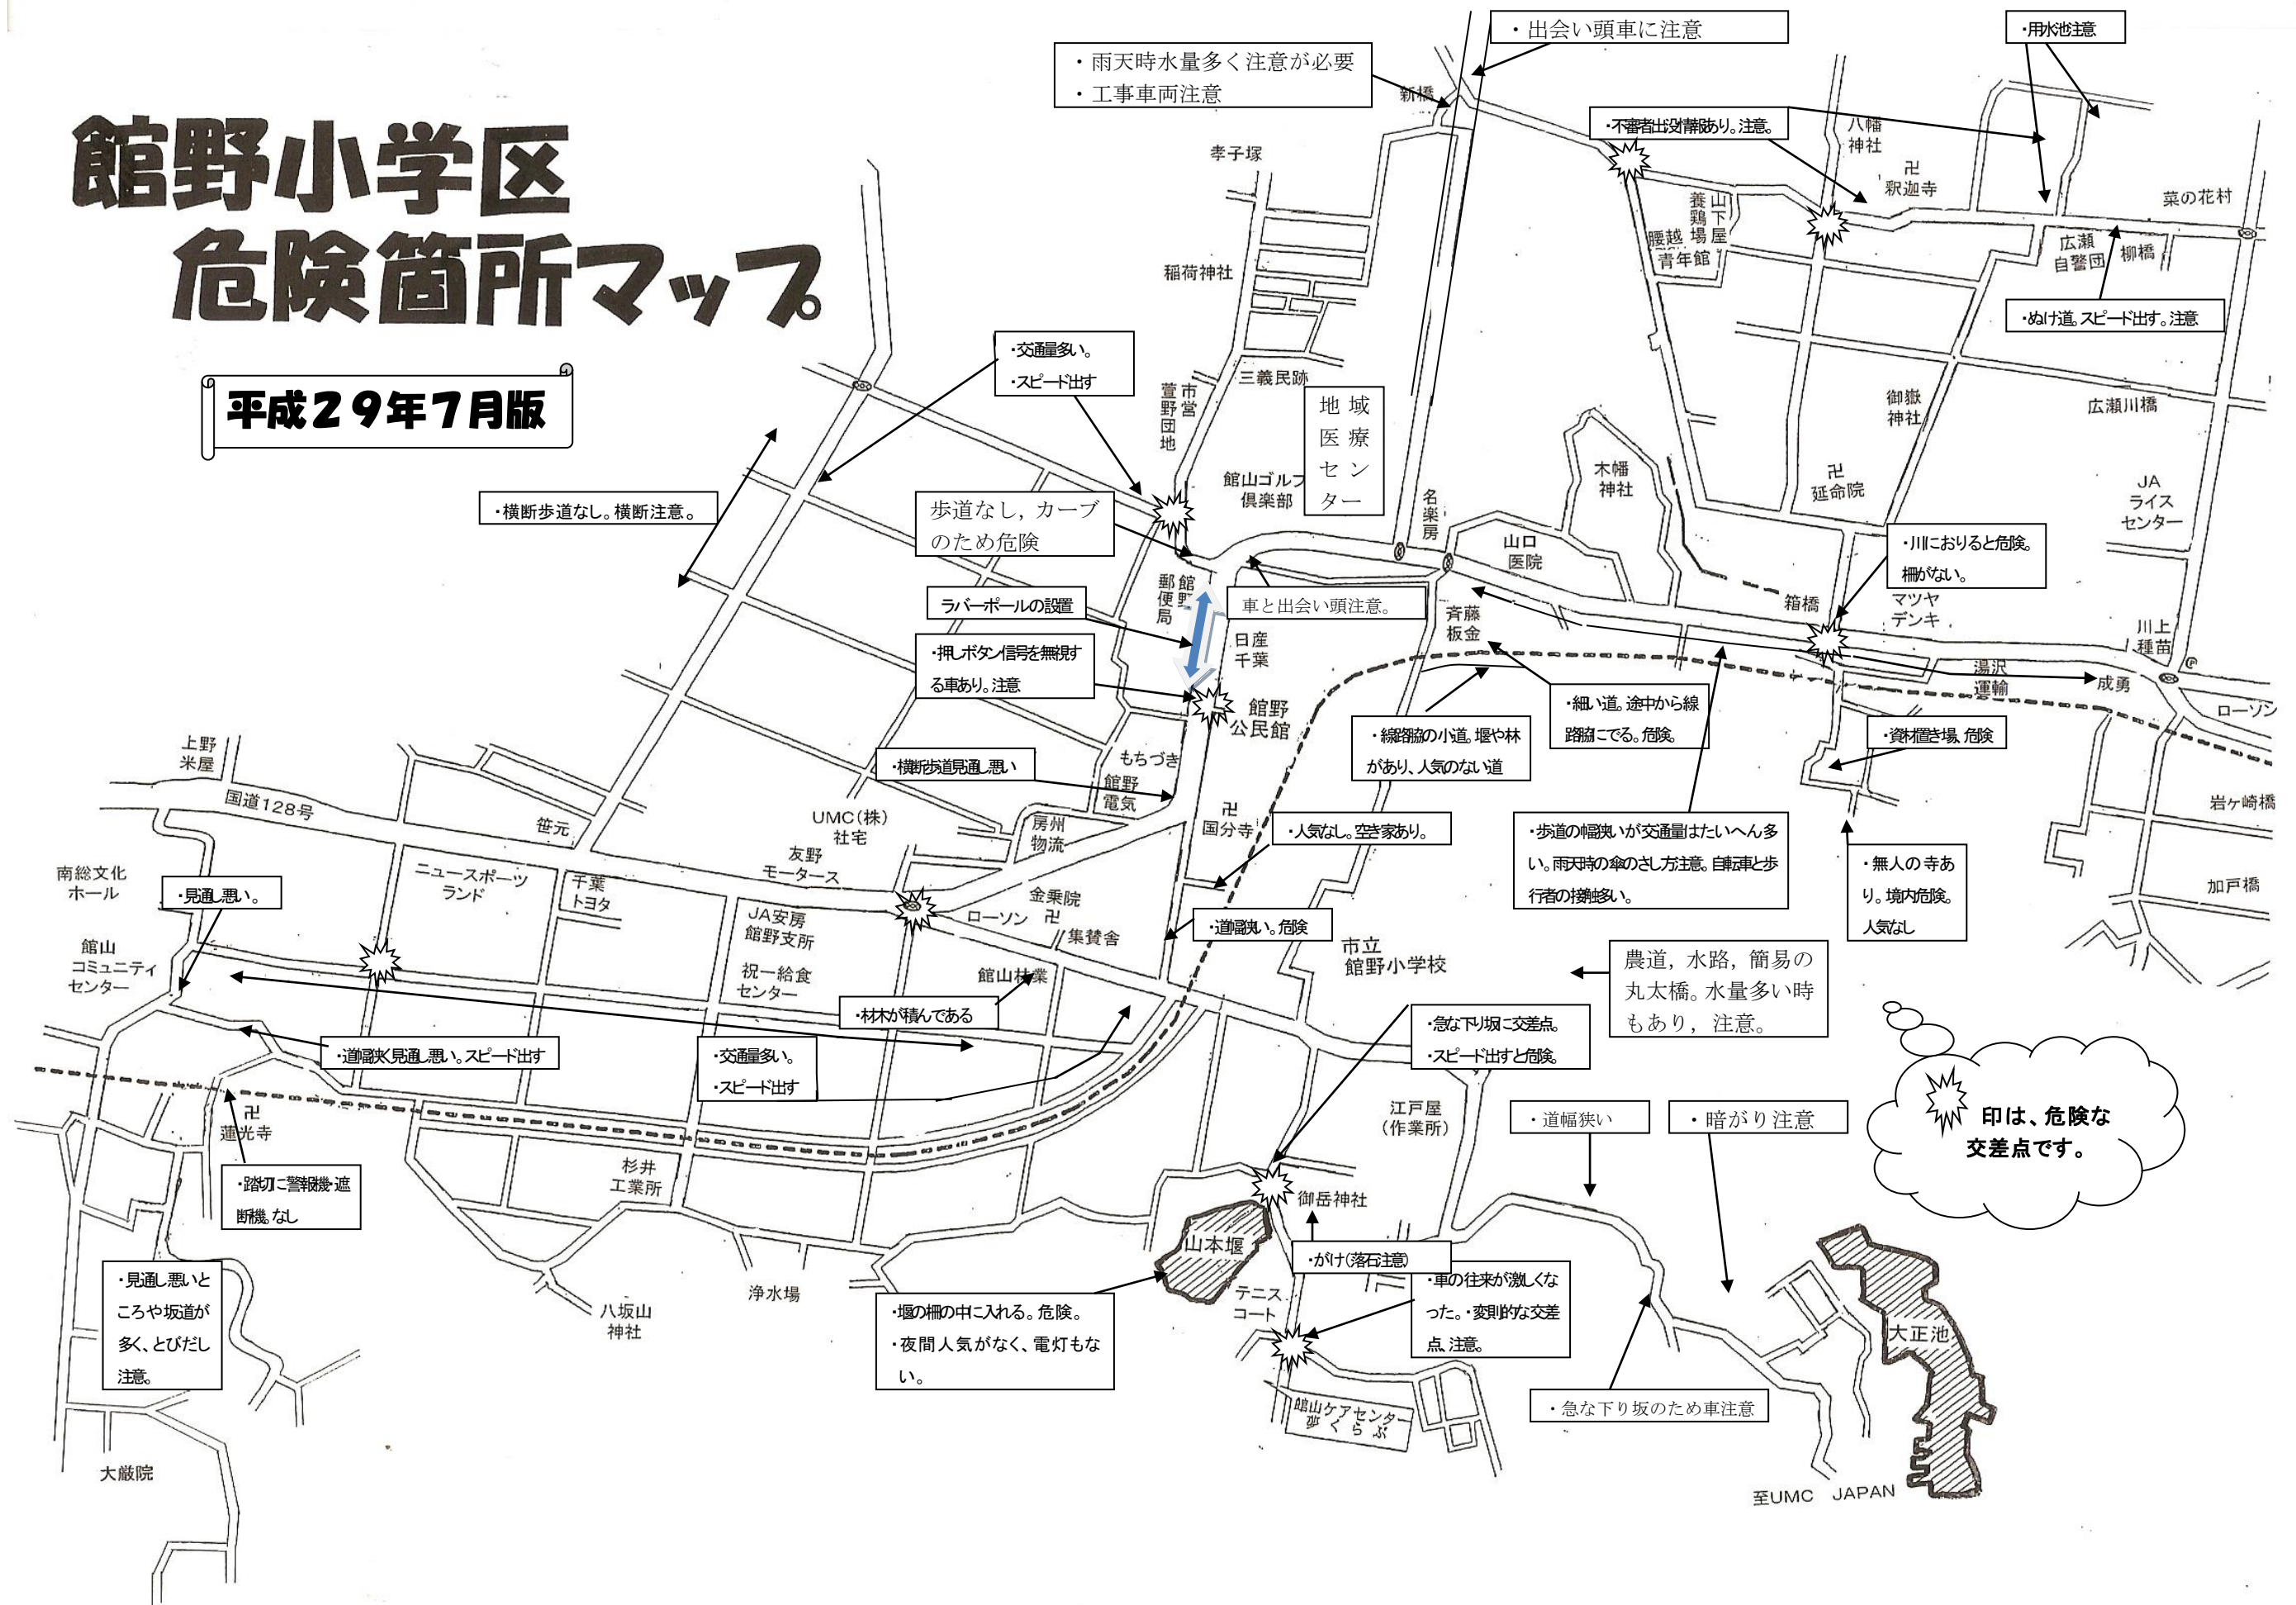 館野小学区
危険箇所マップ
平成29年7月版
・雨天時水量多く注意が必要
・工事車両注意
・出会い頭車に注意
・用水池注意
新橋
・不審者出没情報あり。注意。
八幡
神社
卍
釈迦寺
菜の花村
孝子塚
山下屋
養鶏場
腰越
青年館
広瀬
自警団
柳橋
稲荷神社
・ぬけ道。スピード出す。注意
・交通量多い。
・スピード出す
三義民跡
市営
萱野団地
地域
医療
セン
ター
御嶽
神社
広瀬川橋
館山ゴルフ
倶楽部
木幡
神社
卍
延命院
JA
ライス
センター
・横断歩道なし。横断注意。
歩道なし，カーブ
のため危険
名楽房
山口
医院
・川におりると危険。
柵がない。
館野
郵便局
ラバーポールの設置
車と出会い頭注意。
斉藤
板金
箱橋
マツヤ
デンキ
川上
種苗
・押しボタン信号を無視す
る車あり。注意
日産
千葉
湯沢
運輸
成勇
ローソン
館野
公民館
・線路脇の小道。堰や林
があり、人気のない道
・細い道。途中から線
路脇にでる。危険。
・資材置き場、危険
上野
米屋
もちづき
・横断歩道見通し悪い
館野
電気
国道128号
笹元
UMC(株)
社宅
房州
物流
卍
国分寺
・人気なし。空き家あり。
・歩道の幅狭いが交通量はたいへん多
い。雨天時の傘のさし方注意。自転車と歩
行者の接触多い。
岩ヶ崎橋
・無人の寺あ
り。境内危険。
人気なし
友野
モータース
南総文化
ホール
・見通し悪い。
ニュースポーツ
ランド
千葉
トヨタ
加戸橋
JA安房
館野支所
ローソン
金乗院
卍
集賛舎
・道幅狭い。危険
館山
コミュニティ
センター
市立
館野小学校
農道，水路，簡易の
丸太橋。水量多い時
もあり，注意。
祝一給食
センター
館山林業
・材木が積んである
・急な下り坂に交差点。
・スピード出すと危険。
・道幅狭く見通し悪い。スピード出す
・交通量多い。
・スピード出す
印は、危険な
交差点です。
卍
蓮光寺
江戸屋
(作業所)
・道幅狭い
・暗がり注意
・踏切に警報機・遮
断機、なし
杉井
工業所
御岳神社
山本堰
・がけ(落石注意)
・見通し悪いと
ころや坂道が
多く、とびだし
注意。
八坂山
神社
浄水場
・堰の柵の中に入れる。危険。
・夜間人気がなく、電灯もな
い。
テニス
コート
・車の往来が激しくな
った。・変則的な交差
点、注意。
大正池
・急な下り坂のため車注意
館山ケアセンター
夢くらぶ
大厳院
至UMC JAPAN